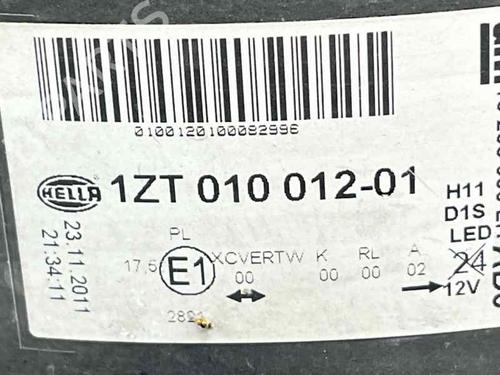 0100120100092996
HELLA
1ZT 010 012-01
23.11.2011
21:34:11
PL
17,5
E1
XCVERTW K RL A
00 00 00 02
H11
D1S
LED
24
12V